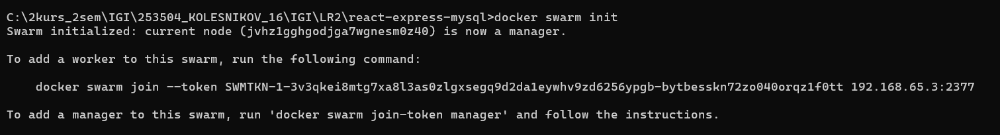 C:\2kurs_2sem\IGI\253504_KOLESNIKOV_16\IGI\LR2\react-express-mysql>docker swarm init
Swarm initialized: current node (jvhz1gghgodjga7wgnesm0z40) is now a manager.
To add a worker to this swarm, run the following command:
docker swarm join --token SWMTKN-1-3v3qkei8mtg7xa8l3as0zlgxsegq9d2da1eywhv9zd6256ypgb-bytbesskn72zo040orqz1f0tt 192.168.65.3:2377
To add a manager to this swarm, run 'docker swarm join-token manager' and follow the instructions.